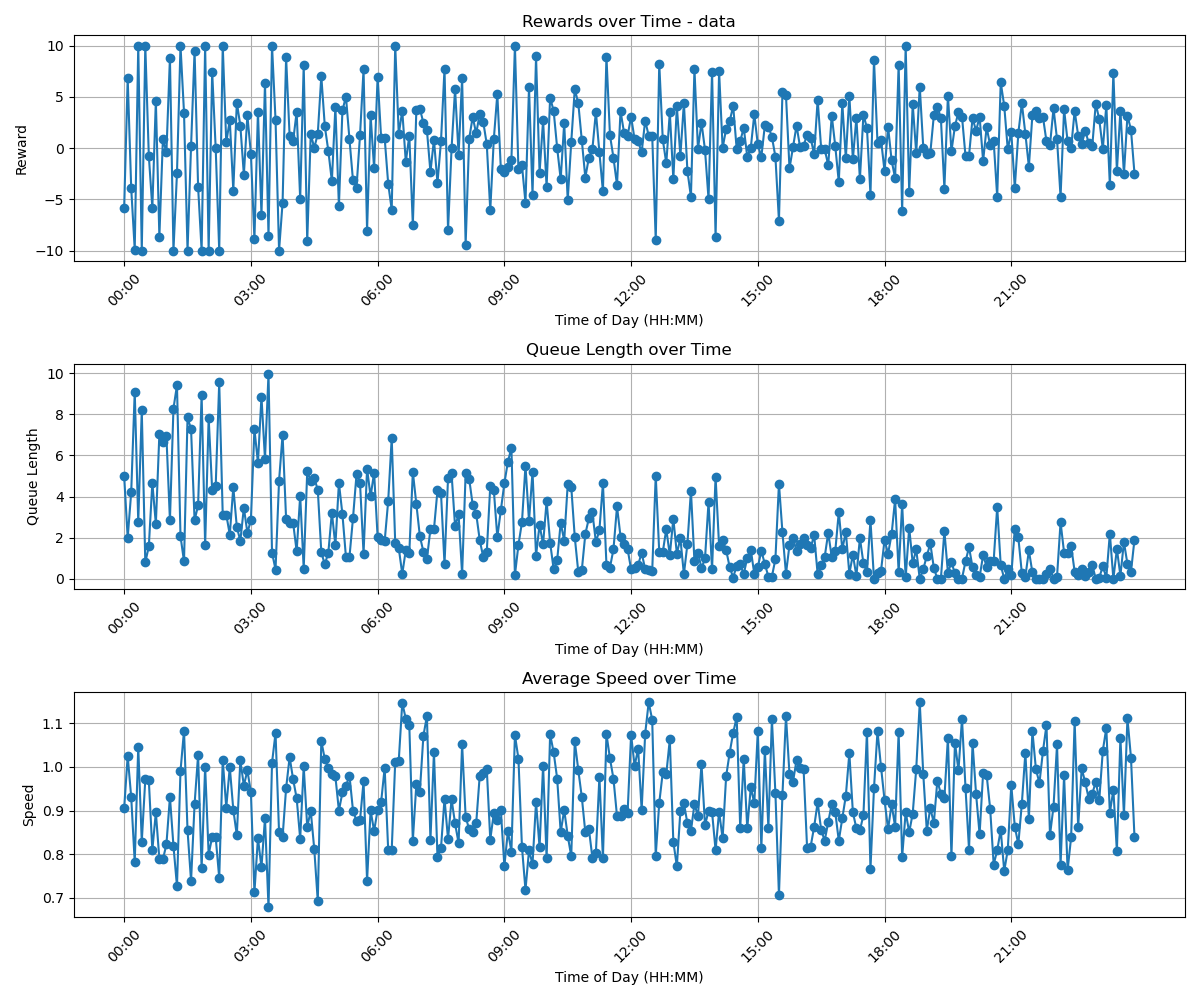 Rewards over Time - data
10
5
0
−5
−10
Reward
00:00 03:00 06:00 09:00 12:00 15:00 18:00 21:00
Time of Day (HH:MM)
Queue Length over Time
10
8
6
4
2
0
Queue Length
00:00 03:00 06:00 09:00 12:00 15:00 18:00 21:00
Time of Day (HH:MM)
Average Speed over Time
1.1
1.0
0.9
0.8
0.7
Speed
00:00 03:00 06:00 09:00 12:00 15:00 18:00 21:00
Time of Day (HH:MM)